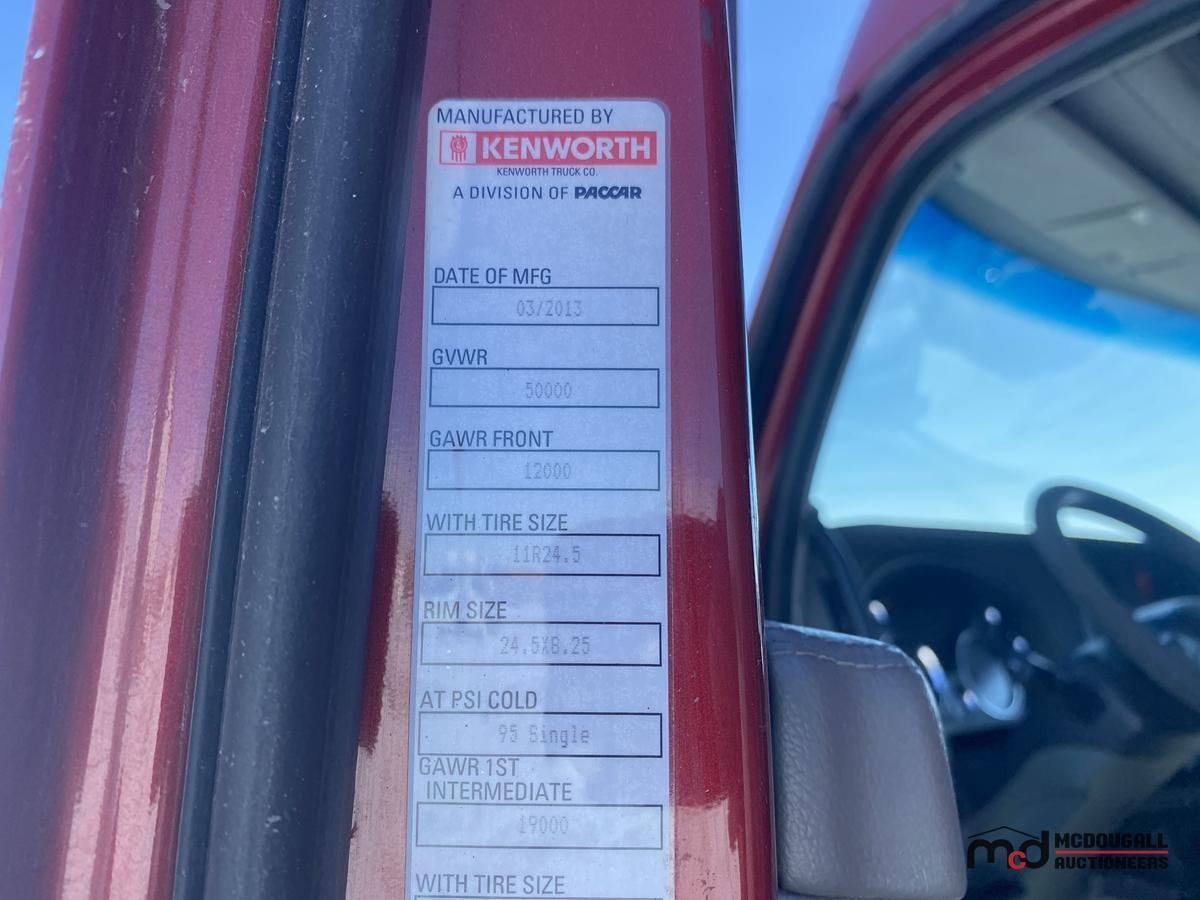 MANUFACTURED BY
KENWORTH
KENWORTH TRUCK CO.
A DIVISION OF PACCAR
DATE OF MFG
03/2013
GVWR
50000
GAWR FRONT
12000
WITH TIRE SIZE
11R24.5
RIM SIZE
24.5X8.25
AT PSI COLD
95 Single
GAWR 1ST
INTERMEDIATE
19000
WITH TIRE SIZE
mcd MCDOUGALL
AUCTIONEERS